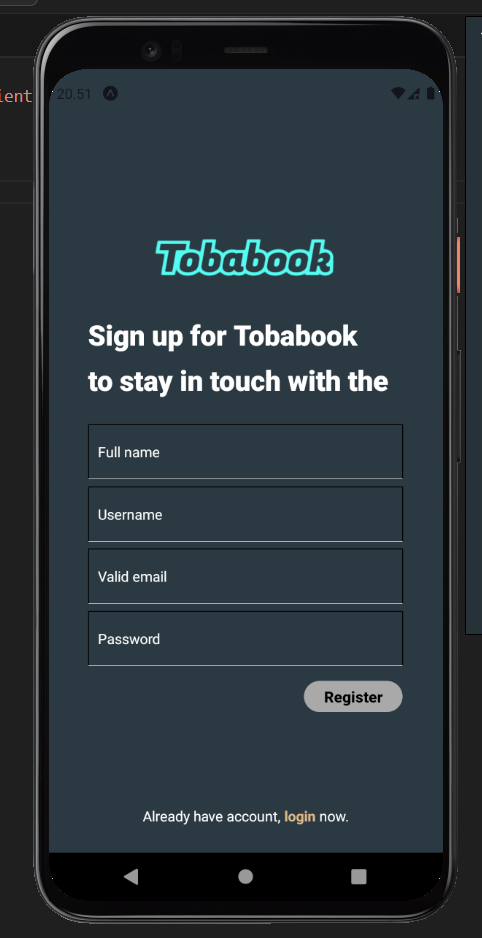 ient
20.51
Tobabook
Sign up for Tobabook
to stay in touch with the
Full name
Username
Valid email
Password
Register
Already have account, login now.